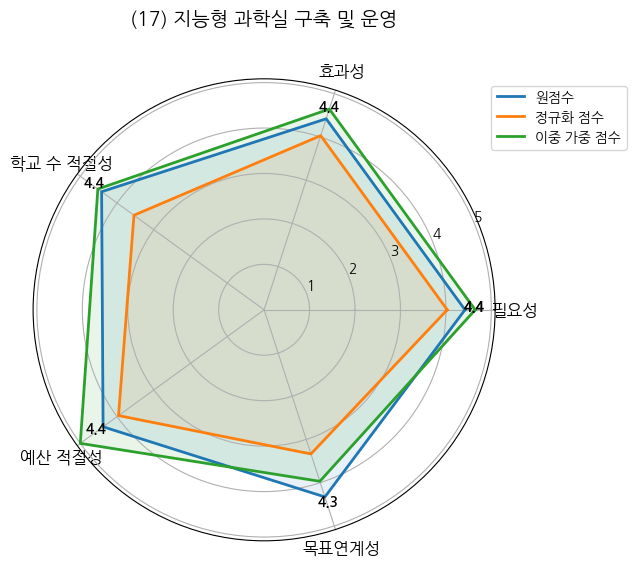 (17) 지능형 과학실 구축 및 운영
효과성
4.4
원점수
정규화 점수
이중 가중 점수
학교 수 적절성
4.4
5
4
3
2
1
4.4
필요성
4.4
예산 적절성
4.3
목표연계성